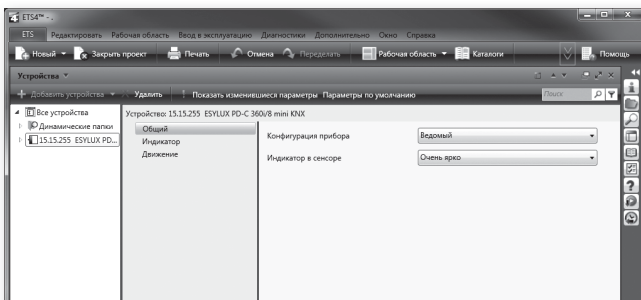 ETS4™ - .
ETS Редактировать Рабочая область Ввод в эксплуатацию Диагностики Дополнительно Окно Справка
Новый Закрыть проект Печать Отмена Переделать Рабочая область Каталоги Помощь
Устройства
Добавить устройства Удалить Показать изменившиеся параметры Параметры по умолчанию Поиск
Все устройства
Динамические папки
15.15.255 ESYLUX PD...
Устройство: 15.15.255 ESYLUX PD-C 360i/8 mini KNX
Общий
Индикатор
Движение
Конфигурация прибора Ведомый
Индикатор в сенсоре Очень ярко